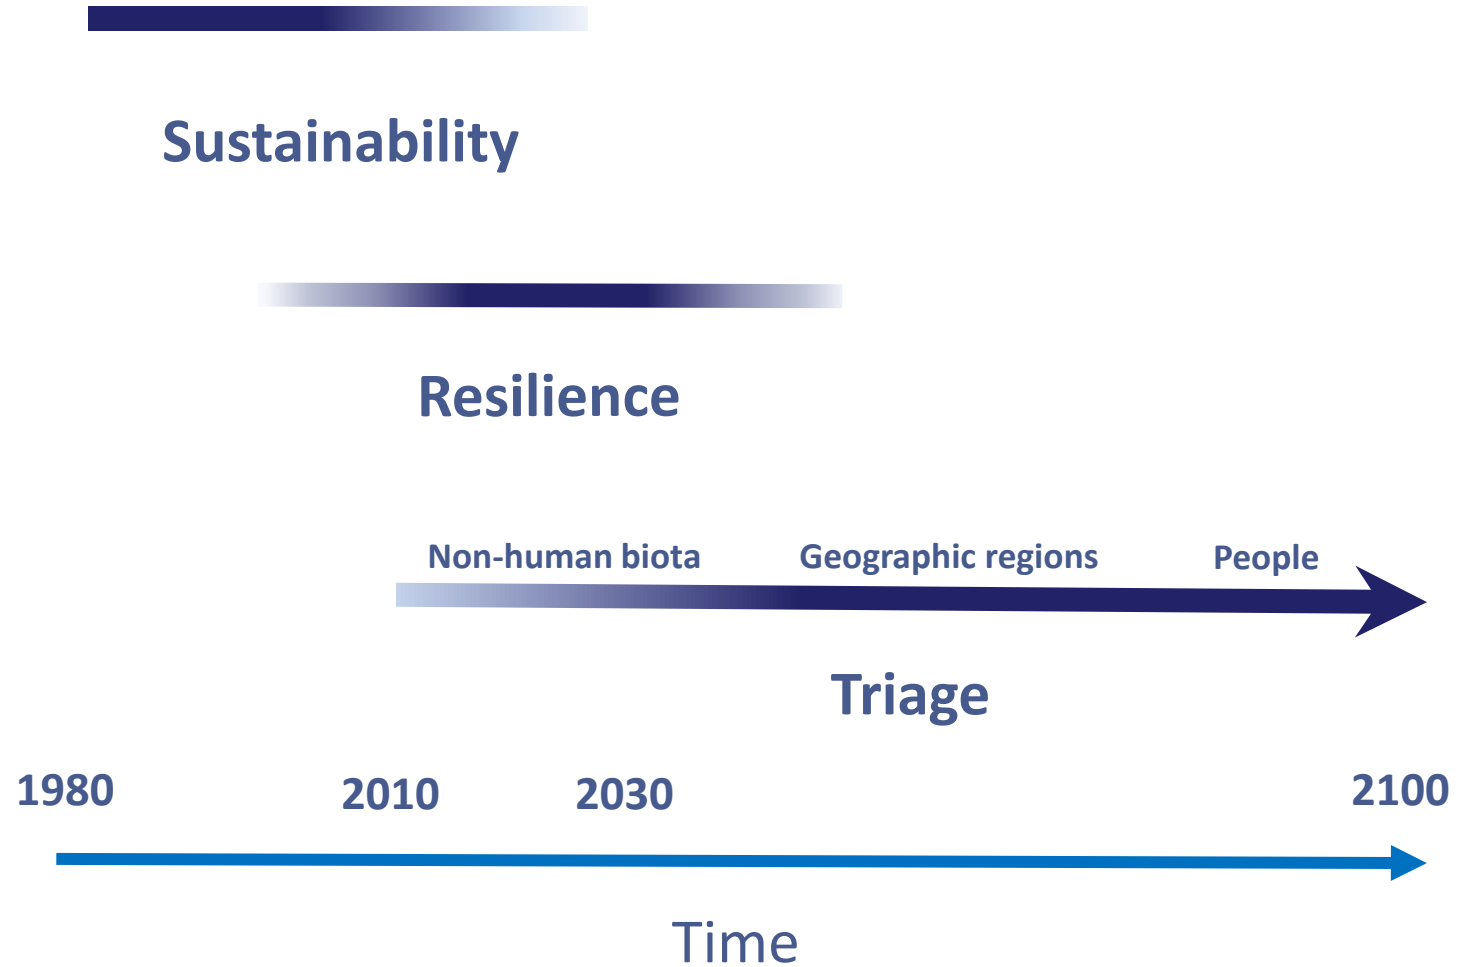 Sustainability
Resilience
Non-human biota
Geographic regions
People
Triage
1980
2010
2030
2100
Time